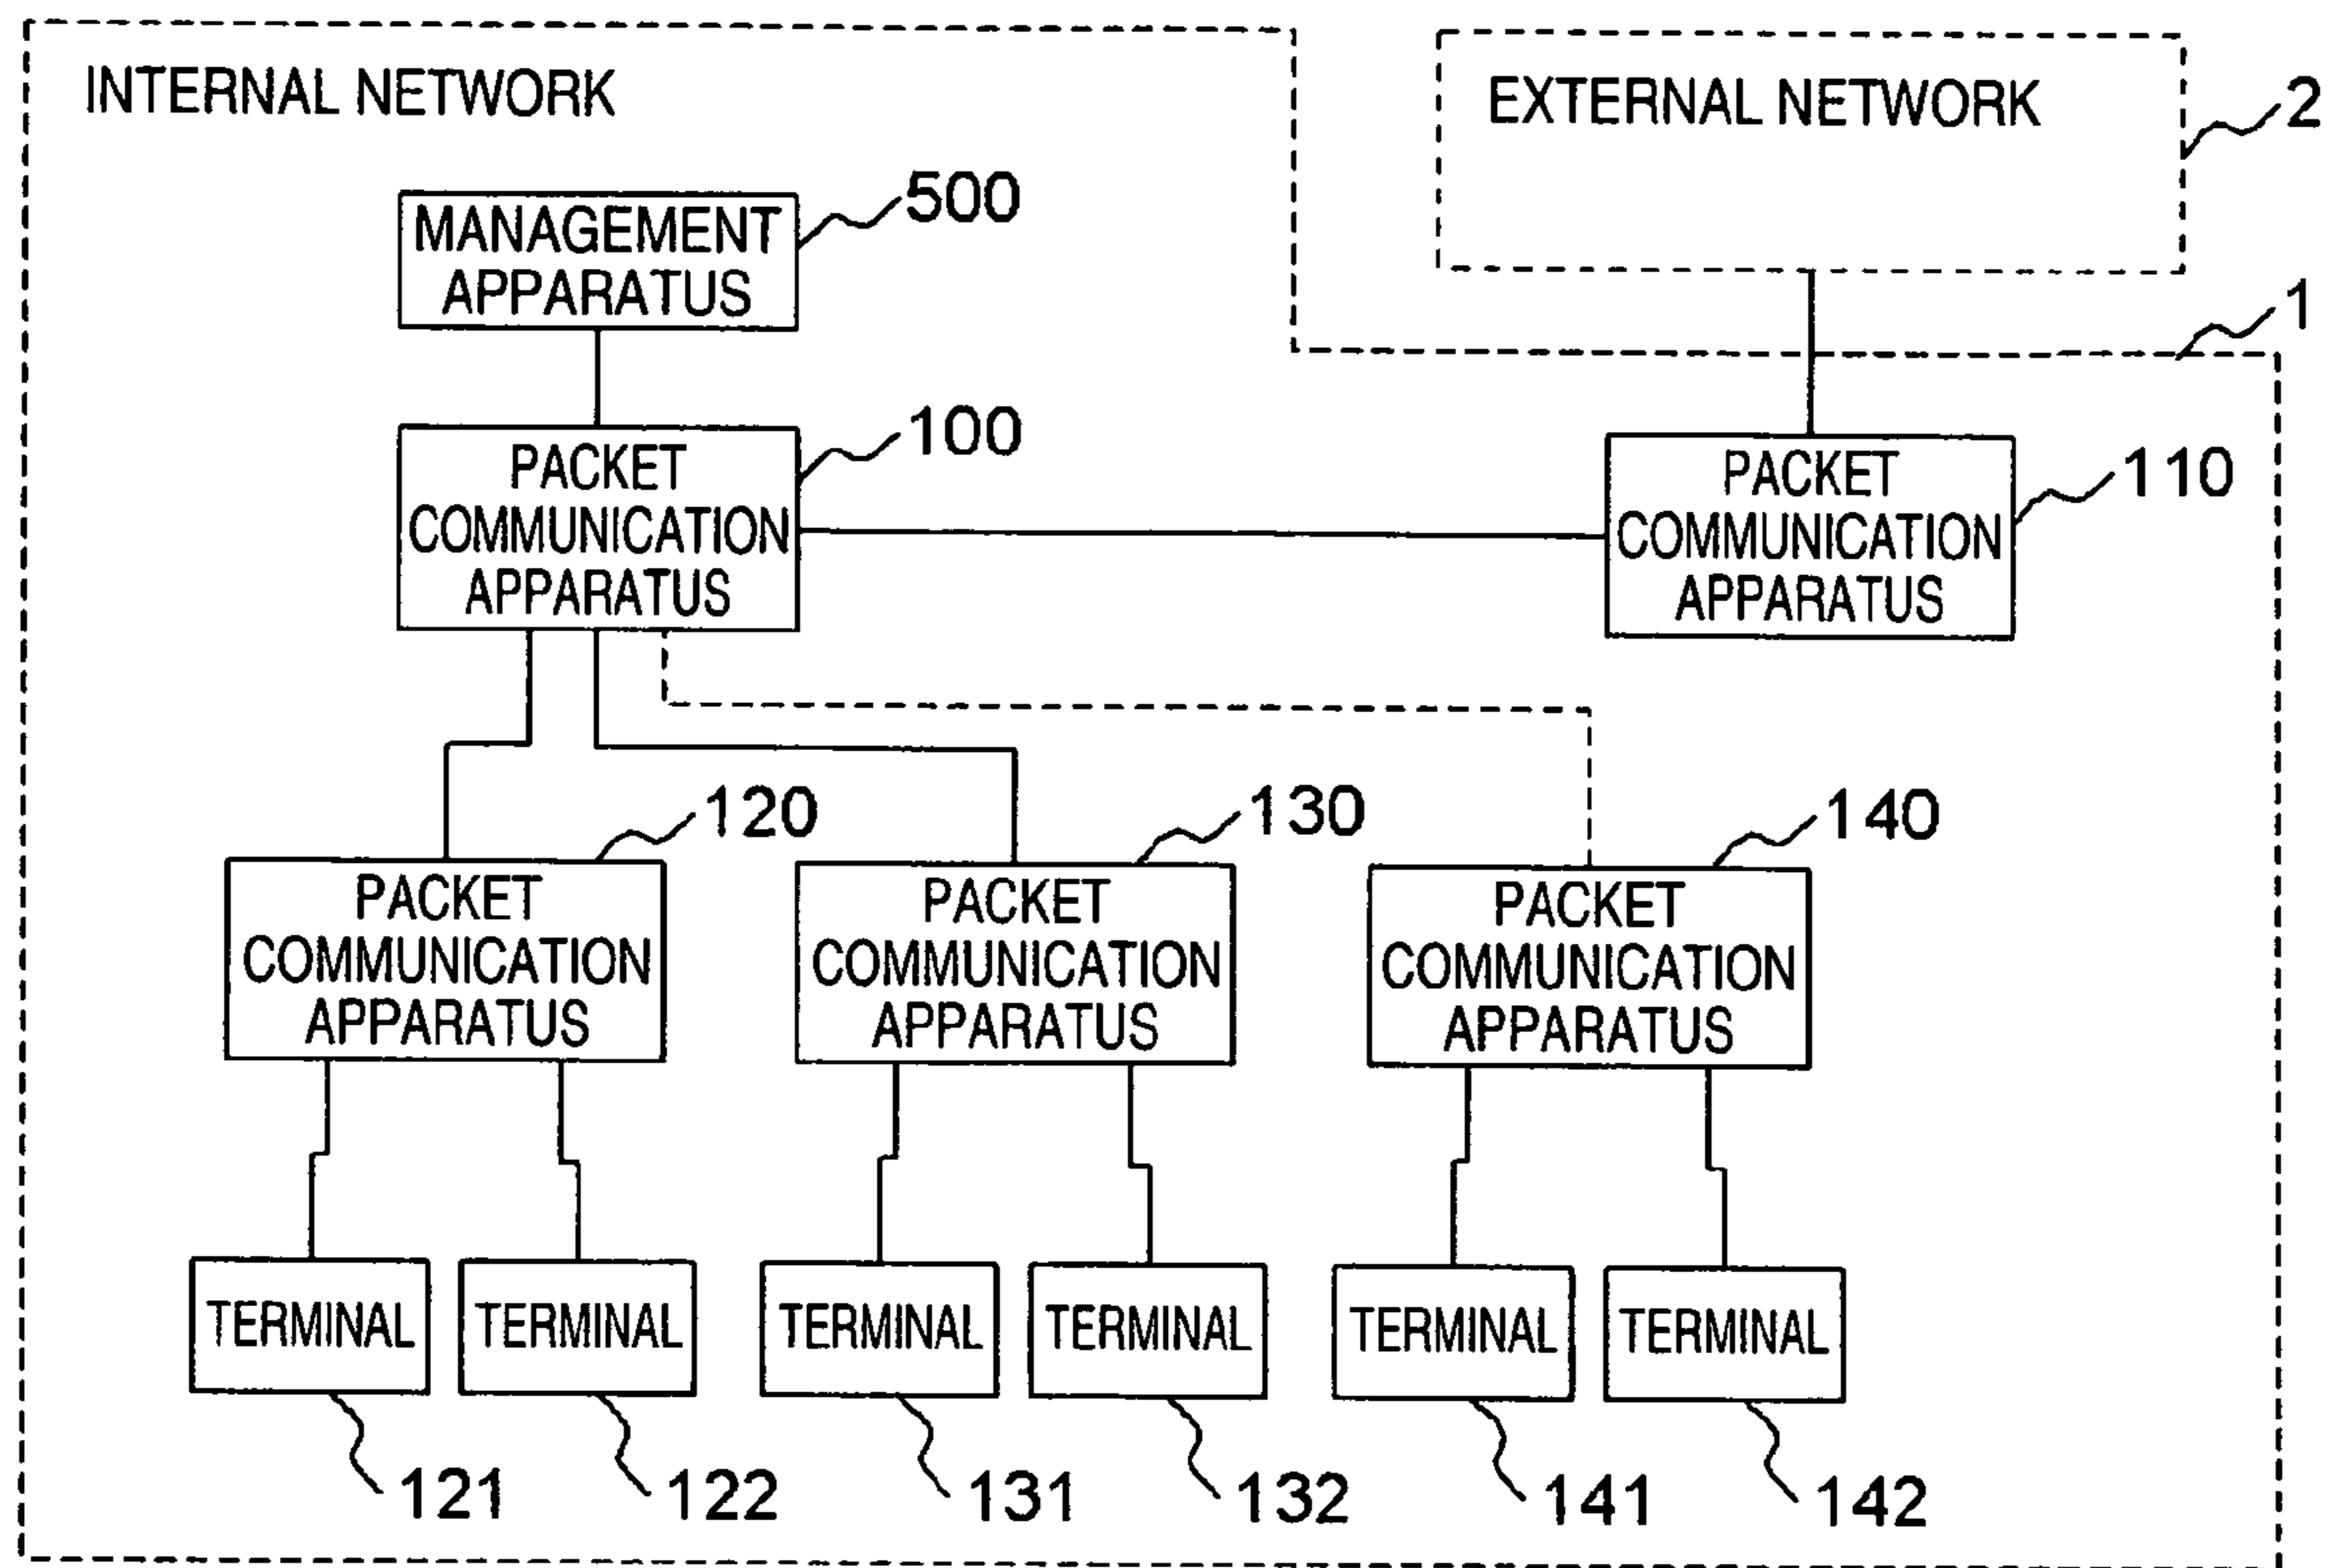 INTERNAL NETWORK
EXTERNAL NETWORK
2
MANAGEMENT
APPARATUS
500
1
PACKET
COMMUNICATION
APPARATUS
100
PACKET
COMMUNICATION
APPARATUS
110
PACKET
COMMUNICATION
APPARATUS
120
PACKET
COMMUNICATION
APPARATUS
130
PACKET
COMMUNICATION
APPARATUS
140
TERMINAL
TERMINAL
TERMINAL
TERMINAL
TERMINAL
TERMINAL
121
122
131
132
141
142